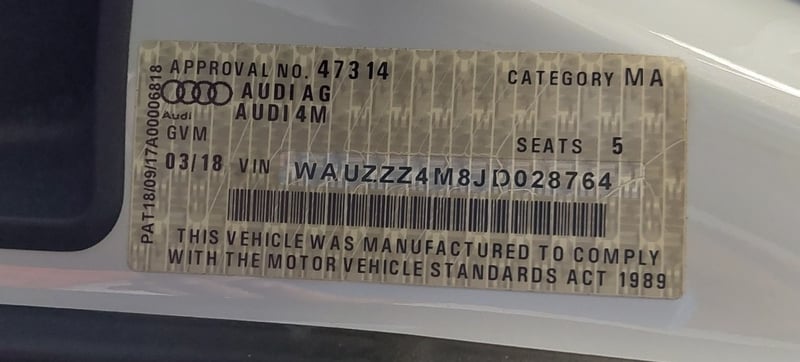 APPROVAL NO. 47314 CATEGORY MA
AUDI AG
Audi AUDI 4M
GVM SEATS 5
03/18 VIN WAUZZZ4M8JD028764
THIS VEHICLE WAS MANUFACTURED TO COMPLY
WITH THE MOTOR VEHICLE STANDARDS ACT 1989
PAT18/09/17A00006818